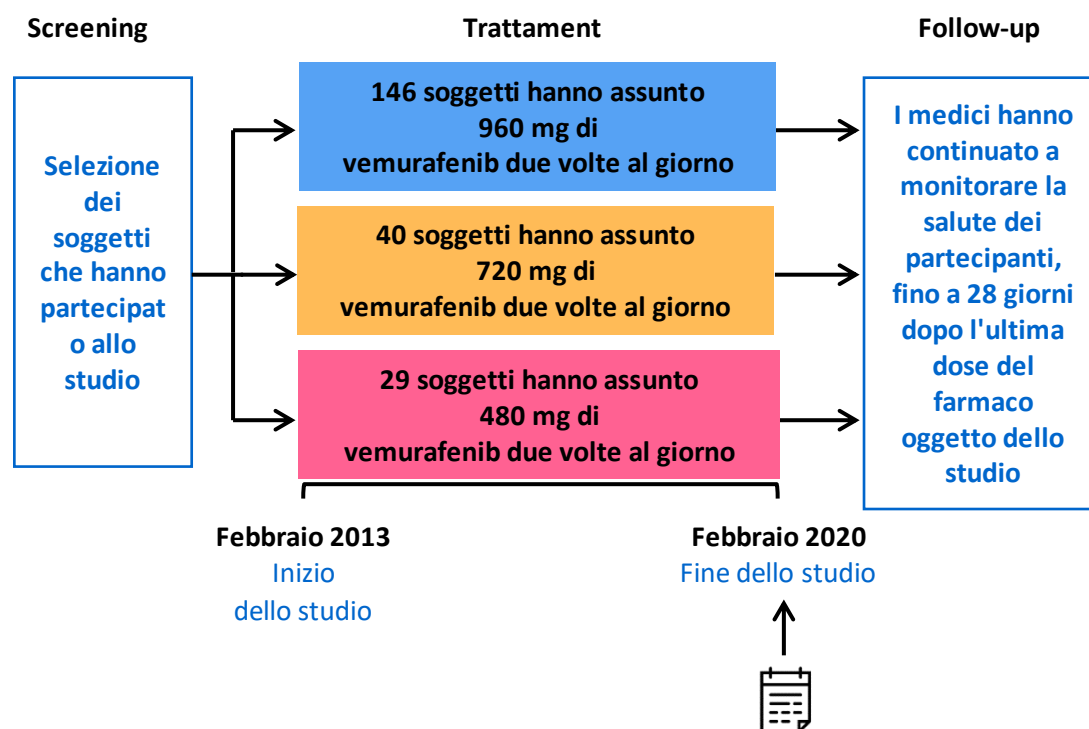 Screening
Trattament
Follow-up
Selezione
dei
soggetti
che hanno
partecipat
o allo
studio
146 soggetti hanno assunto
960 mg di
vemurafenib due volte al giorno
40 soggetti hanno assunto
720 mg di
vemurafenib due volte al giorno
29 soggetti hanno assunto
480 mg di
vemurafenib due volte al giorno
I medici hanno
continuato a
monitorare la
salute dei
partecipanti,
fino a 28 giorni
dopo l'ultima
dose del
farmaco
oggetto dello
studio
Febbraio 2013
Inizio
dello studio
Febbraio 2020
Fine dello studio